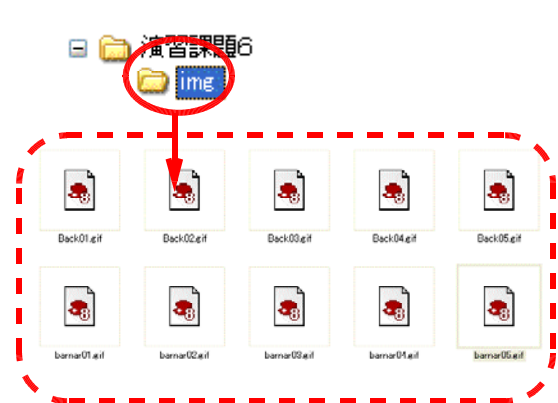 演習課題6
img
Back01.gif Back02.gif Back03.gif Back04.gif Back05.gif
barnar01.gif barnar02.gif barnar03.gif barnar04.gif barnar05.gif